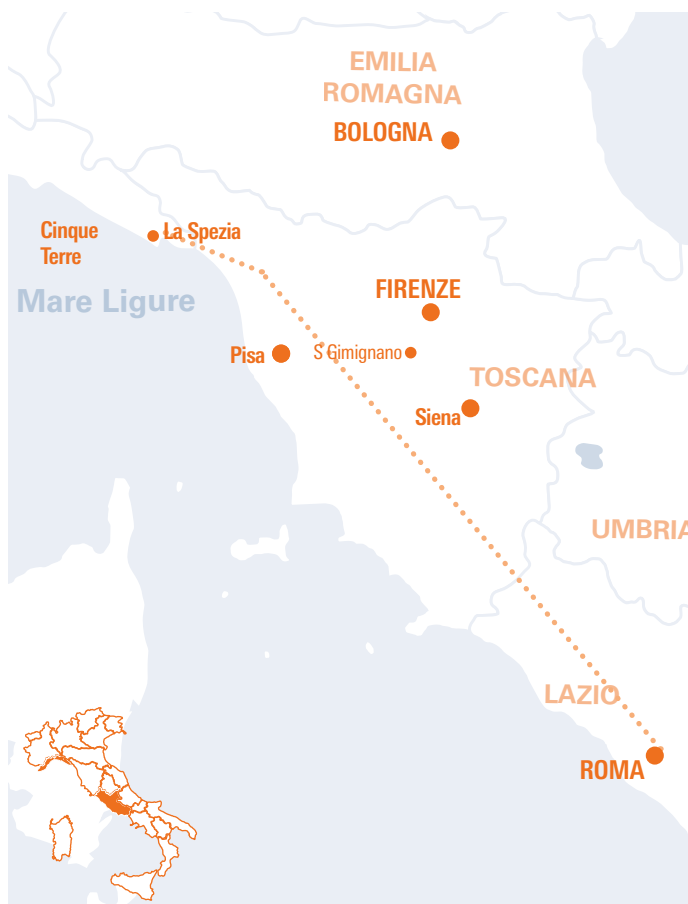 EMILIA
ROMAGNA
BOLOGNA
Cinque
Terre
La Spezia
Mare Ligure
FIRENZE
Pisa
S Gimignano
TOSCANA
Siena
UMBRIA
LAZIO
ROMA